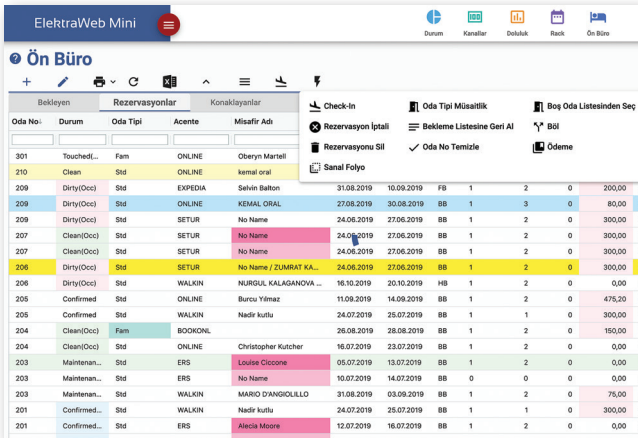 ElektraWeb Mini
Durum Kanallar Doluluk Rack Ön Büro
Ön Büro
Bekleyen Rezervasyonlar Konaklayanlar
Check-In Oda Tipi Müsaitlik Boş Oda Listesinden Seç
Rezervasyon İptali Bekleme Listesine Geri Al Böl
Rezervasyonu Sil Oda No Temizle Ödeme
Sanal Folyo
Oda No Durum Oda Tipi Acente Misafir Adı
301 Touched(... Fam ONLINE Oberyn Martell
210 Clean Std ONLINE kemal oral
209 Dirty(Occ) Std EXPEDIA Selvin Balton 31.08.2019 10.09.2019 FB 1 2 0 200,00
209 Dirty(Occ) Std ONLINE KEMAL ORAL 27.08.2019 30.08.2019 BB 1 3 0 80,00
209 Dirty(Occ) Std SETUR No Name 24.06.2019 27.06.2019 BB 1 2 0 300,00
207 Clean(Occ) Std SETUR No Name 24.06.2019 27.06.2019 BB 1 2 0 300,00
207 Clean(Occ) Std SETUR No Name 24.06.2019 27.06.2019 BB 1 2 0 300,00
206 Dirty(Occ) Std SETUR No Name / ZUMRAT KA... 24.06.2019 27.06.2019 BB 1 2 0 300,00
206 Dirty(Occ) Std WALKIN NURGUL KALAGANOVA ... 16.10.2019 20.10.2019 HB 1 2 0 0,00
205 Confirmed Std ONLINE Burcu Yılmaz 11.09.2019 14.09.2019 BB 1 2 0 475,20
205 Confirmed Std WALKIN Nadir kutlu 24.07.2019 25.07.2019 BB 1 1 0 300,00
204 Clean(Occ) Fam BOOKONL 26.08.2019 28.08.2019 BB 1 2 0 150,00
204 Clean(Occ) Std ONLINE Christopher Kutcher 16.07.2019 23.07.2019 BB 1 2 0 0,00
203 Maintenan... Std ERS Louise Ciccone 05.07.2019 13.07.2019 BB 1 2 0 0,00
203 Maintenan... Std ERS No Name 10.07.2019 14.07.2019 BB 0 0 0 0,00
203 Maintenan... Std WALKIN MARIO D'ANGIOLILLO 31.08.2019 03.09.2019 BB 1 2 0 75,00
201 Confirmed... Std WALKIN Nadir kutlu 24.07.2019 25.07.2019 BB 1 1 0 300,00
201 Confirmed... Std ERS Alecia Moore 12.07.2019 16.07.2019 BB 1 2 0 0,00